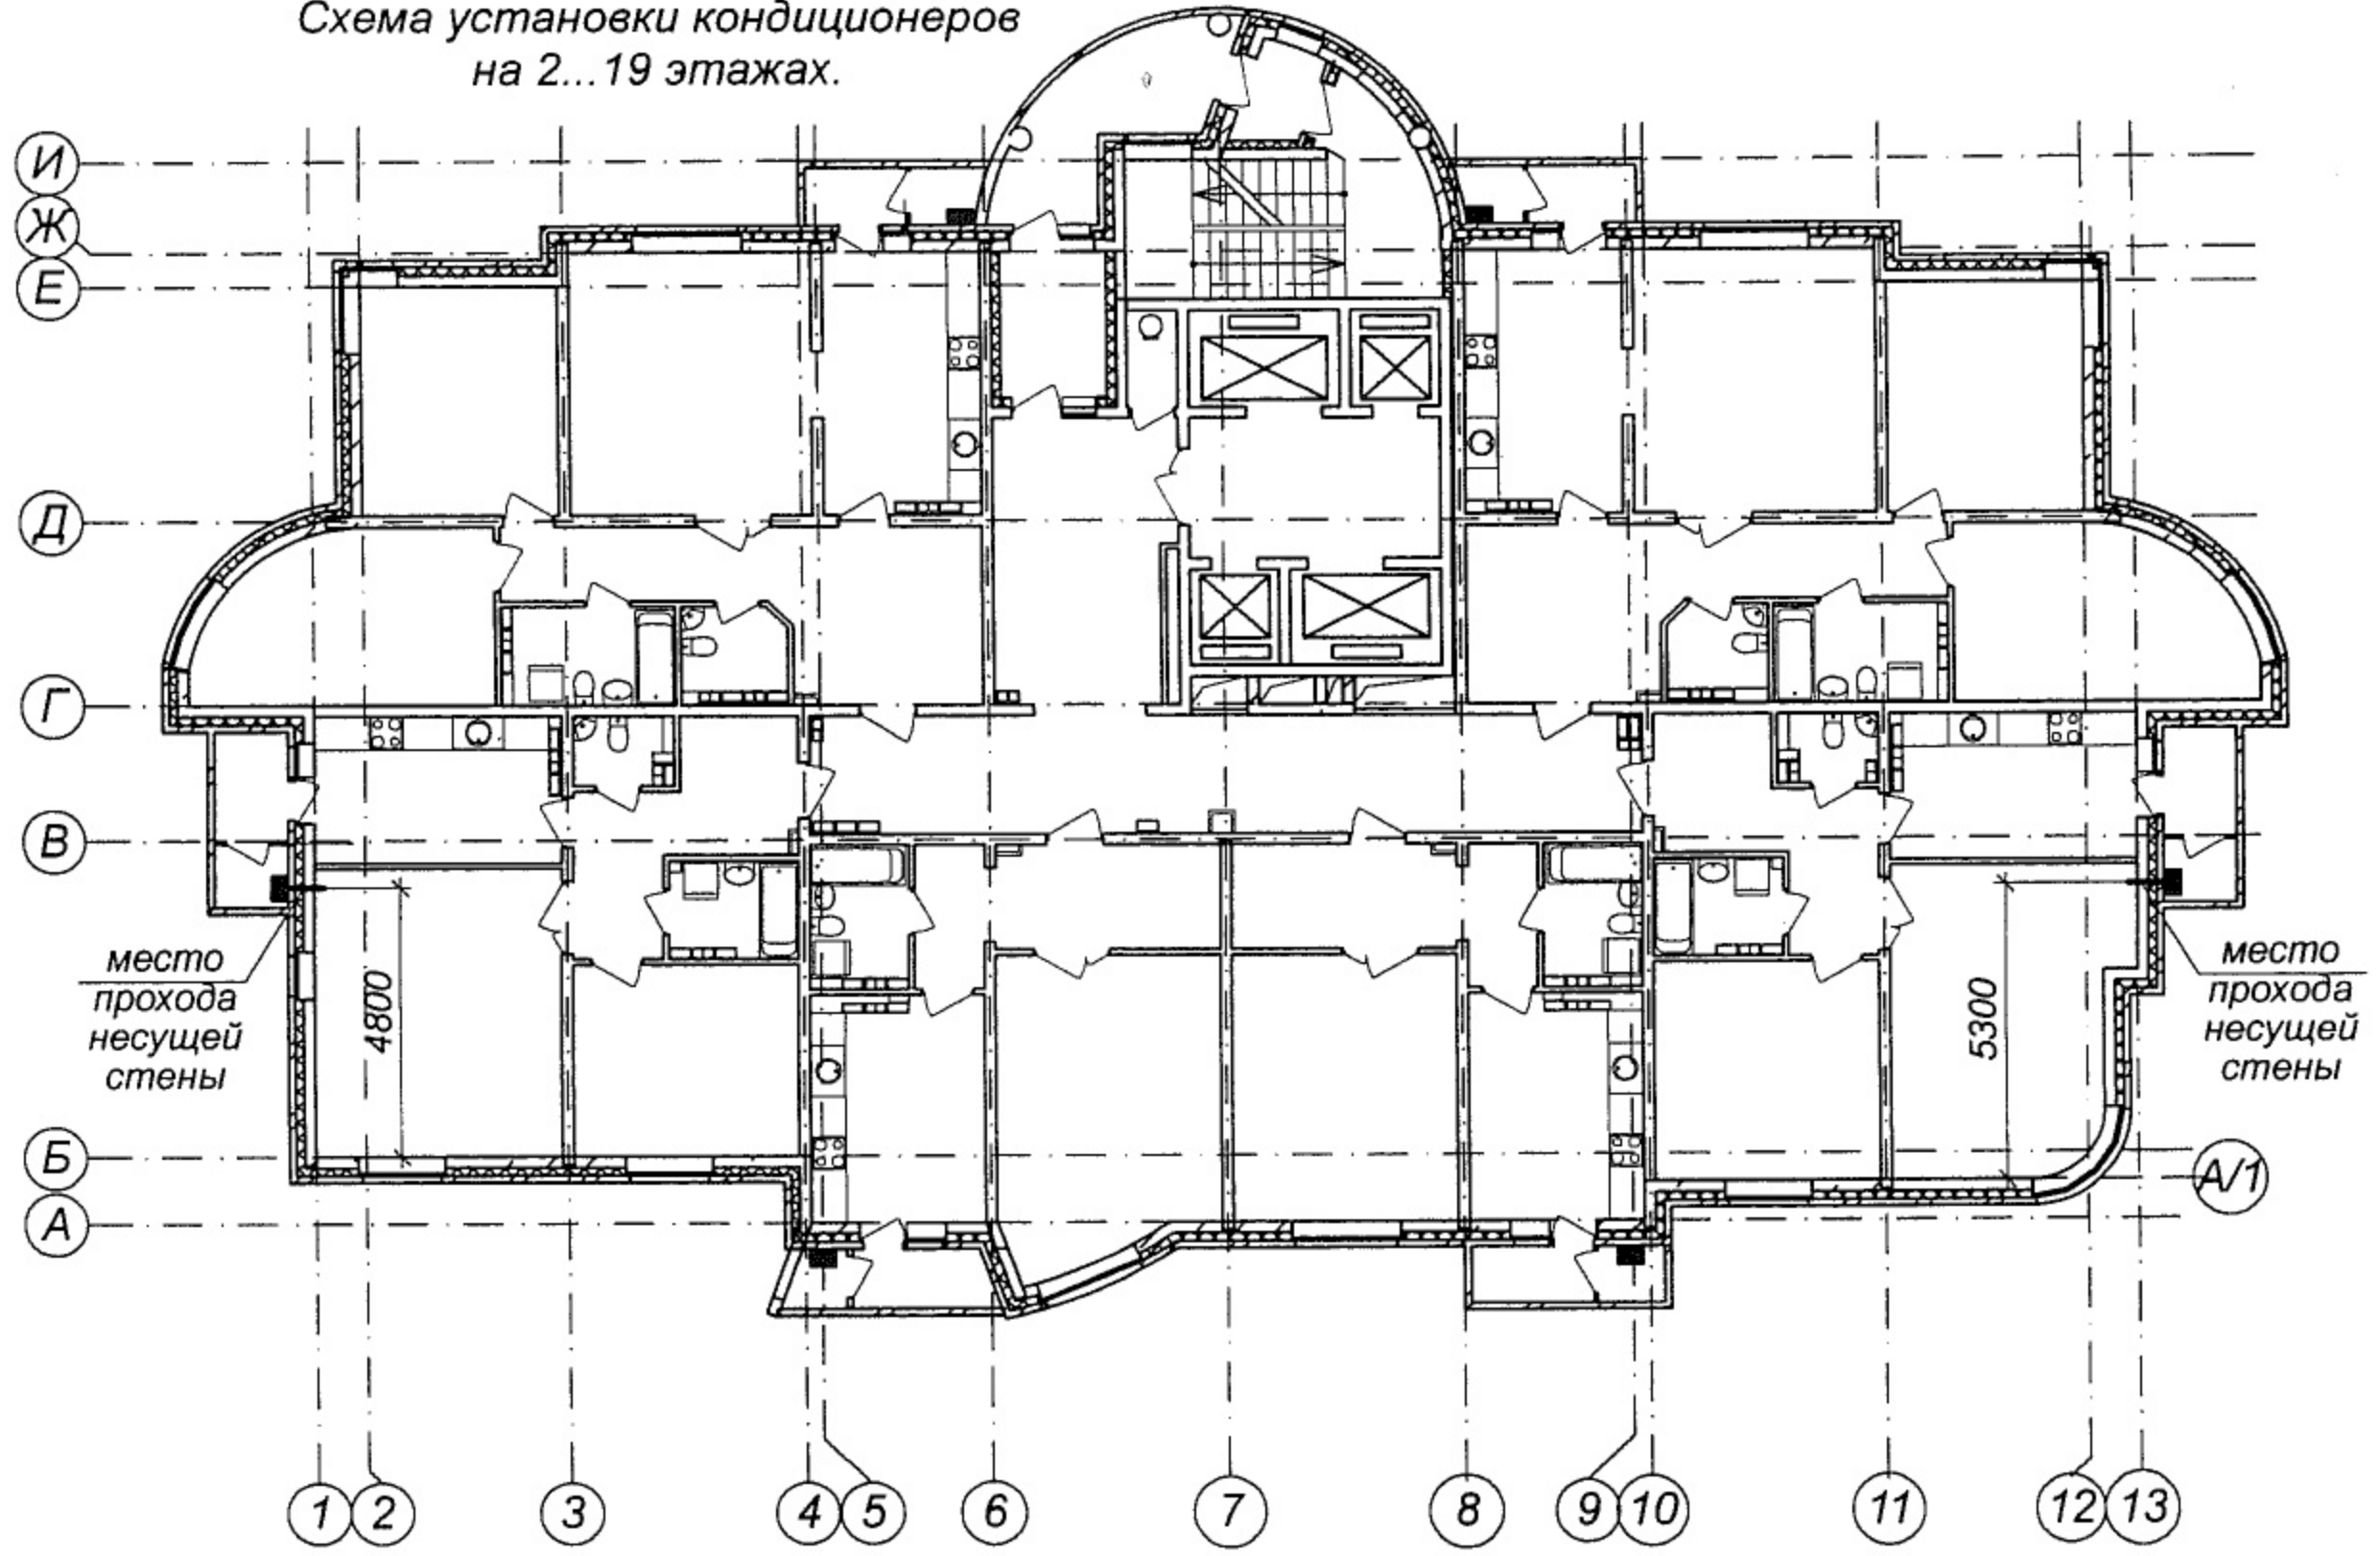 Схема установки кондиционеров
на 2...19 этажах.
И
Ж
Е
Д
Г
В
Б
А
место
прохода
несущей
стены
4800
5300
место
прохода
несущей
стены
А/1
1
2
3
4
5
6
7
8
9
10
11
12
13